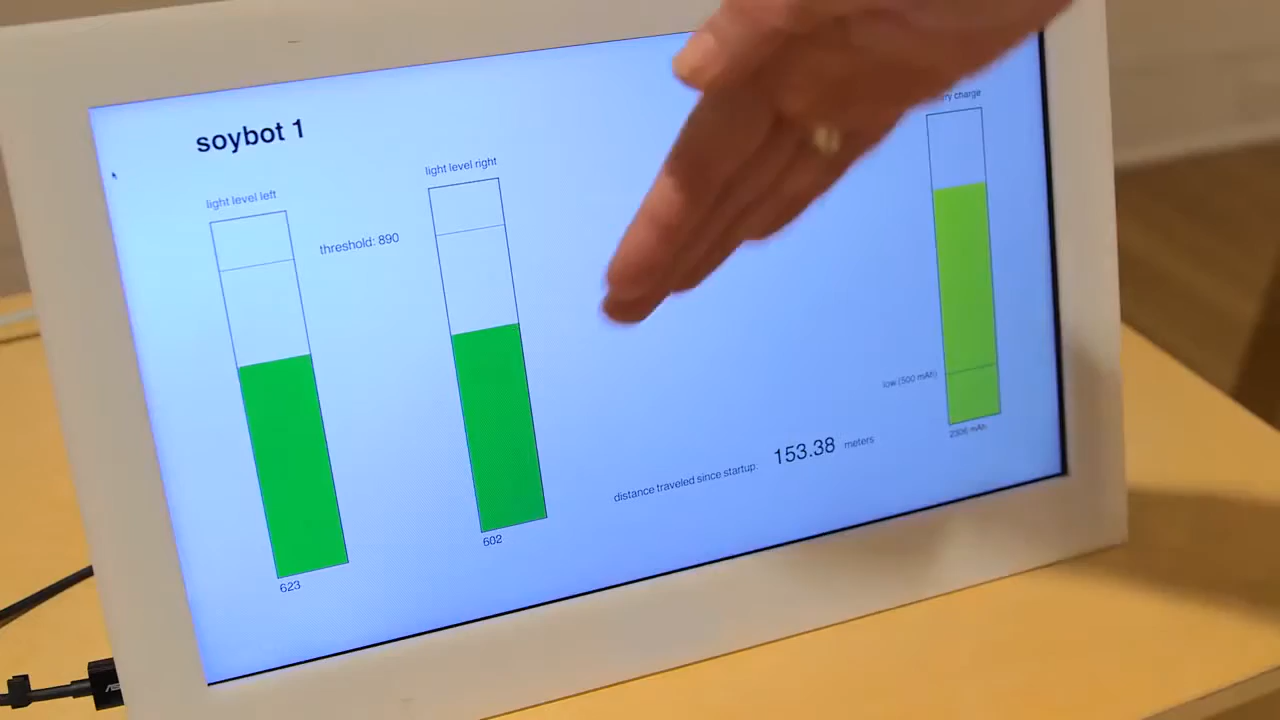 soybot 1
light level left
threshold: 890
light level right
charge
low (500 mAh)
distance traveled since startup: 153.38 meters
mAh
623
602